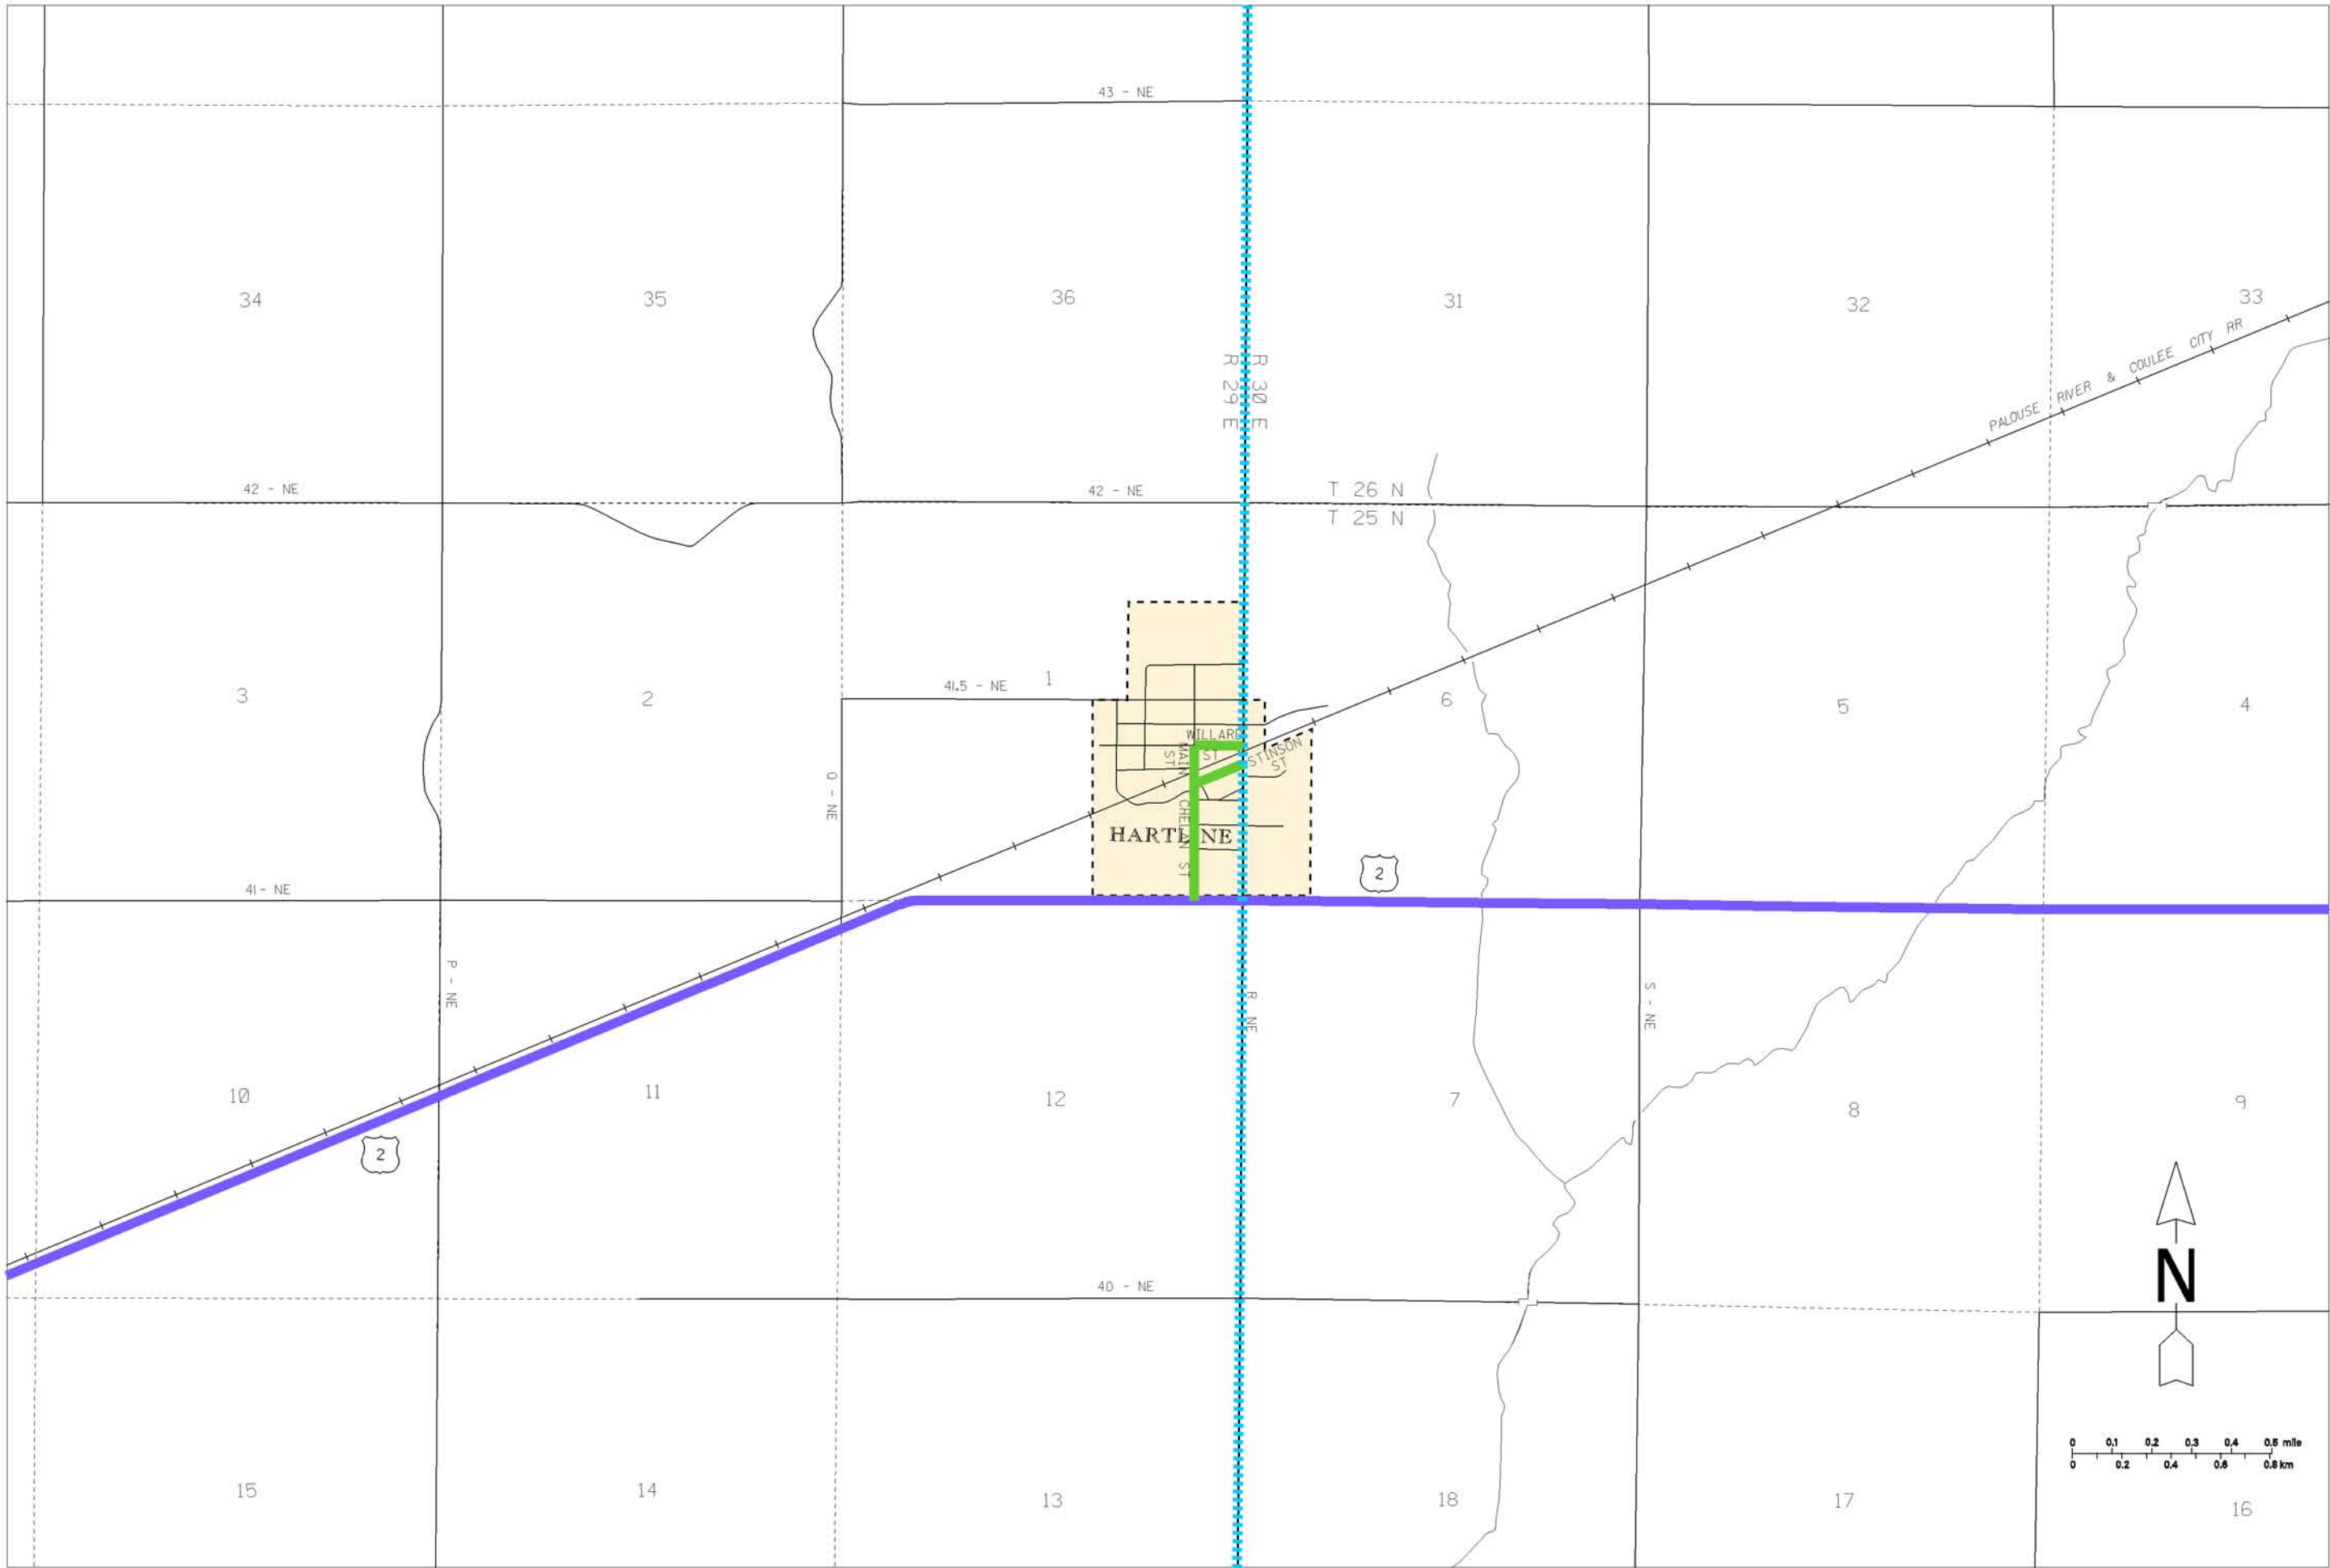 43 - NE
34
35
36
31
32
33
R 29 E
R 30 E
PALOUSE RIVER & COULEE CITY RR
42 - NE
42 - NE
T 26 N
T 25 N
3
2
41.5 - NE
1
6
5
4
WILLARD
ST
MAIN
ST
STINSON
ST
Q - NE
CHELAN ST
HARTLINE
2
41 - NE
P - NE
R NE
S - NE
10
11
12
7
8
9
2
N
40 - NE
0 0.1 0.2 0.3 0.4 0.5 mile
0 0.2 0.4 0.6 0.8 km
15
14
13
18
17
16